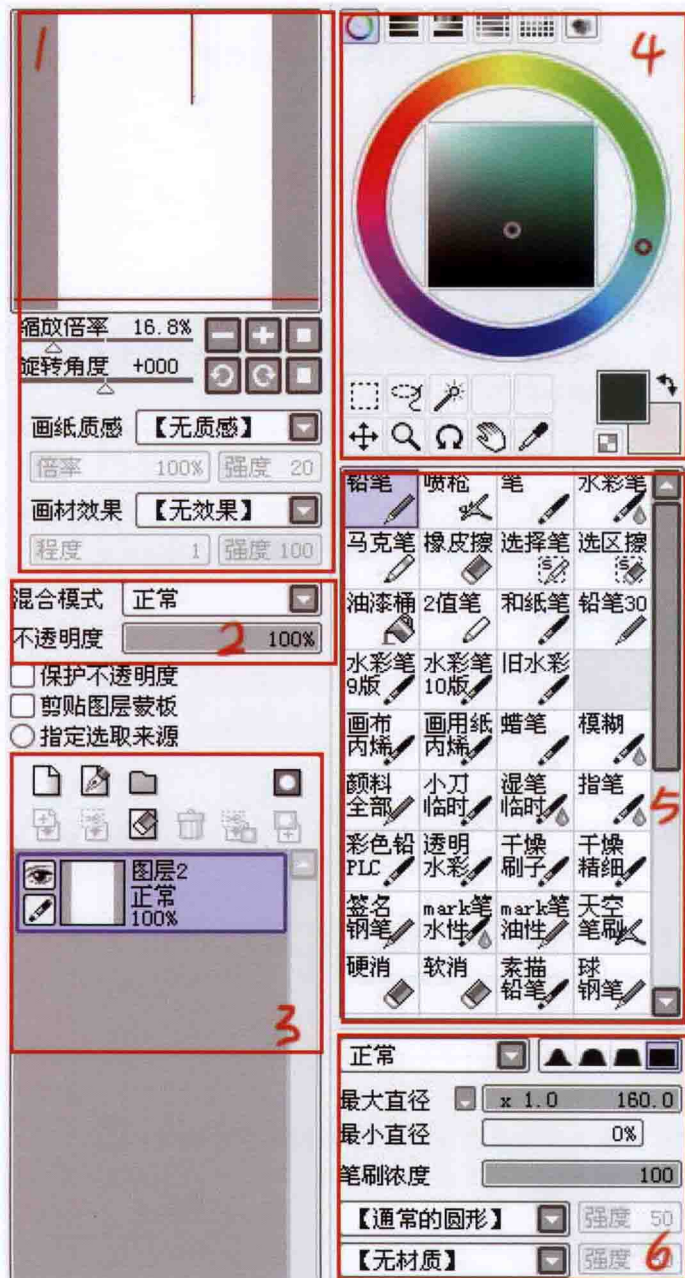 1
缩放倍率 16.8%
旋转角度 +000
画纸质感 【无质感】
倍率 100% 强度 20
画材效果 【无效果】
程度 1 强度 100
混合模式 正常
不透明度 2 100%
保护不透明度
剪贴图层蒙板
指定选取来源
图层2
正常
100%
3
4
铅笔 喷枪 笔 水彩笔
马克笔 橡皮擦 选择笔 选区擦
油漆桶 2值笔 和纸笔 铅笔30
水彩笔 水彩笔 旧水彩
9版 10版
画布 画用纸 蜡笔 模糊
丙烯 丙烯
颜料 小刀 湿笔 指笔
全部 临时 临时
5
彩色铅 透明 干燥 干燥
PLC 水彩 刷子 精细
签名 mark笔 mark笔 天空
钢笔 水性 油性 笔刷
硬消 软消 素描 球
铅笔 钢笔
正常
最大直径 x 1.0 160.0
最小直径 0%
笔刷浓度 100
【通常的圆形】 强度 50
【无材质】 强度
6